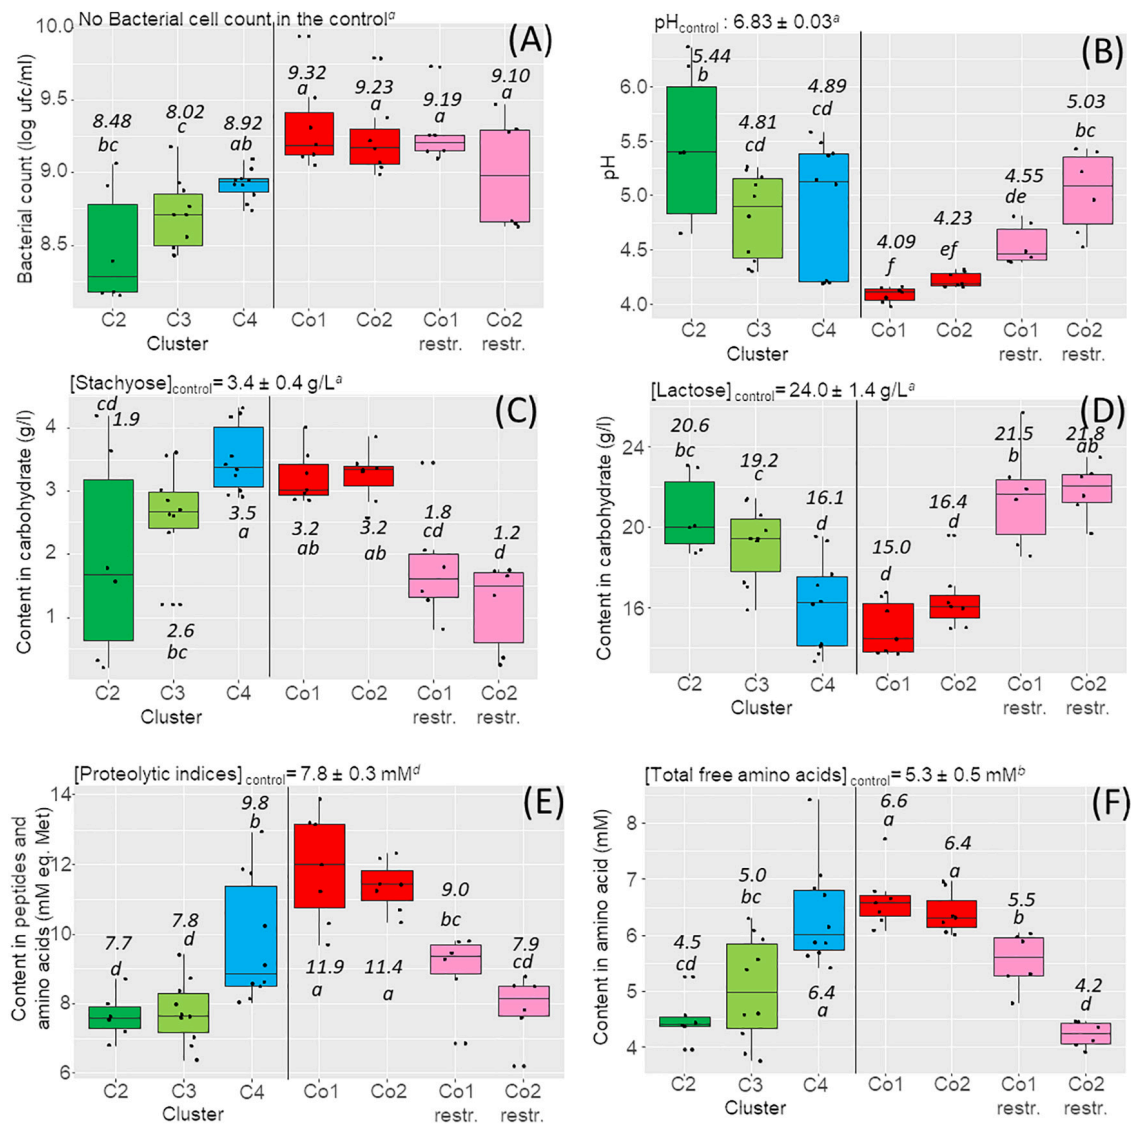 No Bacterial cell count in the controlᵃ
(A)
Bacterial count (log ufc/ml)
10.0
9.5
9.0
8.5
8.48
bc
8.02
c
8.92
ab
9.32
a
9.23
a
9.19
a
9.10
a
C2 C3 C4 Co1 Co2 Co1 restr. Co2 restr.
Cluster
pHcontrol : 6.83 ± 0.03ᵃ
(B)
pH
6.0
5.5
5.0
4.5
4.0
5.44
b
4.81
cd
4.89
cd
4.09
f
4.23
ef
4.55
de
5.03
bc
C2 C3 C4 Co1 Co2 Co1 restr. Co2 restr.
Cluster
[Stachyose]control = 3.4 ± 0.4 g/Lᵃ
(C)
Content in carbohydrate (g/l)
4
3
2
1
cd
1.9
2.6
bc
3.5
a
3.2
ab
3.2
ab
1.8
cd
1.2
d
C2 C3 C4 Co1 Co2 Co1 restr. Co2 restr.
Cluster
[Lactose] control = 24.0 ± 1.4 g/Lᵃ
(D)
Content in carbohydrate (g/l)
24
20
16
20.6
bc
19.2
c
16.1
d
15.0
d
16.4
d
21.5
b
21.8
ab
C2 C3 C4 Co1 Co2 Co1 restr. Co2 restr.
Cluster
[Proteolytic indices] control = 7.8 ± 0.3 mMᵈ
(E)
Content in peptides and
amino acids (mM eq. Met)
14
12
10
8
6
7.7
d
7.8
d
9.8
b
11.9
a
11.4
a
9.0
bc
7.9
cd
C2 C3 C4 Co1 Co2 Co1 restr. Co2 restr.
Cluster
[Total free amino acids] control = 5.3 ± 0.5 mMᵇ
(F)
Content in amino acid (mM)
8
7
6
5
4
4.5
cd
5.0
bc
6.4
a
6.6
a
6.4
a
5.5
b
4.2
d
C2 C3 C4 Co1 Co2 Co1 restr. Co2 restr.
Cluster